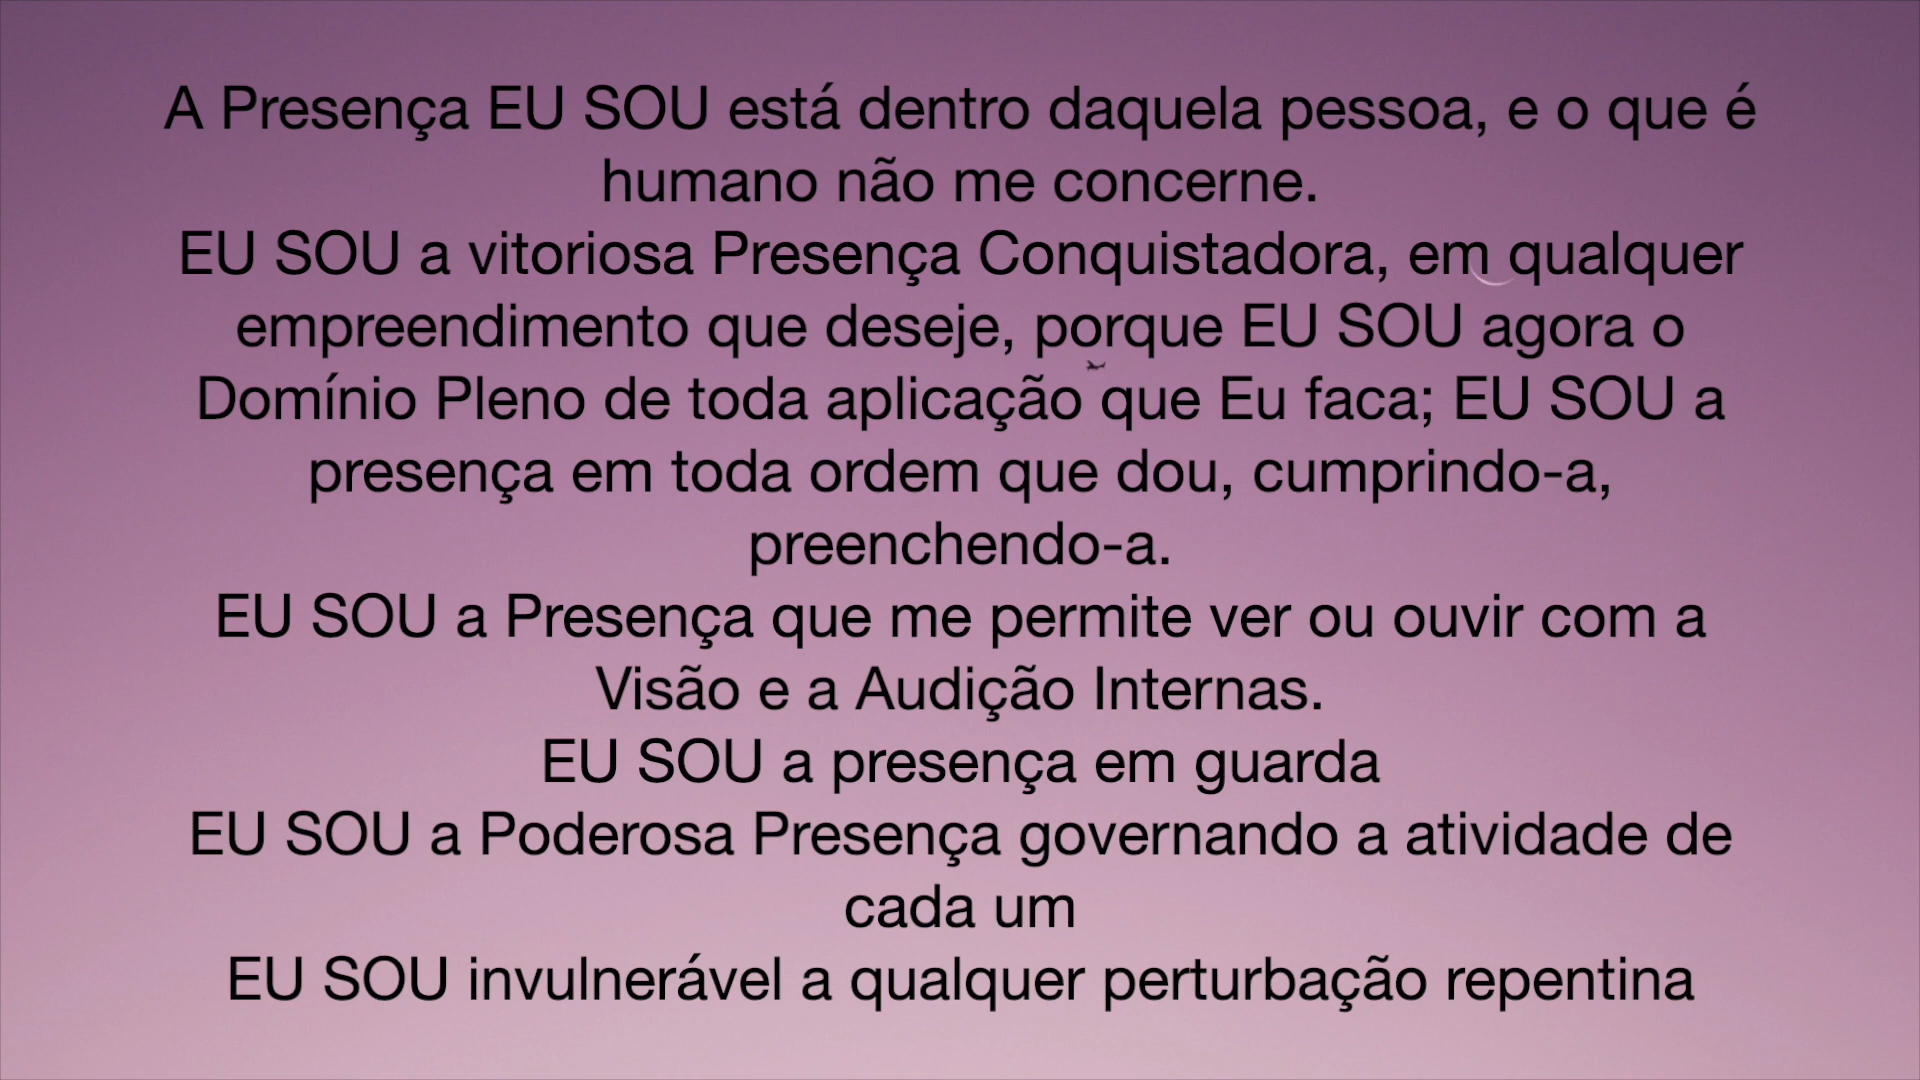 A Presença EU SOU está dentro daquela pessoa, e o que é
humano não me concerne.
EU SOU a vitoriosa Presença Conquistadora, em qualquer
empreendimento que deseje, porque EU SOU agora o
Domínio Pleno de toda aplicação que Eu faca; EU SOU a
presença em toda ordem que dou, cumprindo-a,
preenchendo-a.
EU SOU a Presença que me permite ver ou ouvir com a
Visão e a Audição Internas.
EU SOU a presença em guarda
EU SOU a Poderosa Presença governando a atividade de
cada um
EU SOU invulnerável a qualquer perturbação repentina